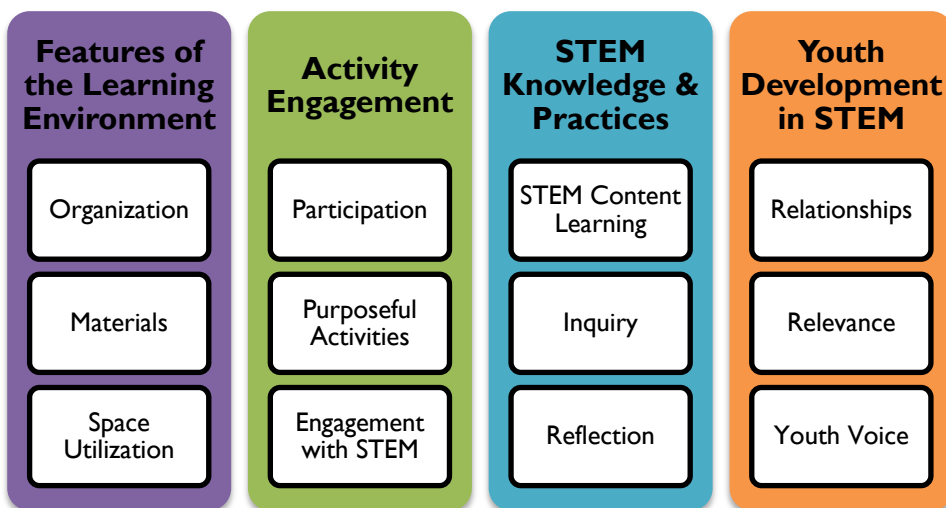 Features of
the Learning
Environment
Organization
Materials
Space
Utilization
Activity
Engagement
Participation
Purposeful
Activities
Engagement
with STEM
STEM
Knowledge &
Practices
STEM Content
Learning
Inquiry
Reflection
Youth
Development
in STEM
Relationships
Relevance
Youth Voice